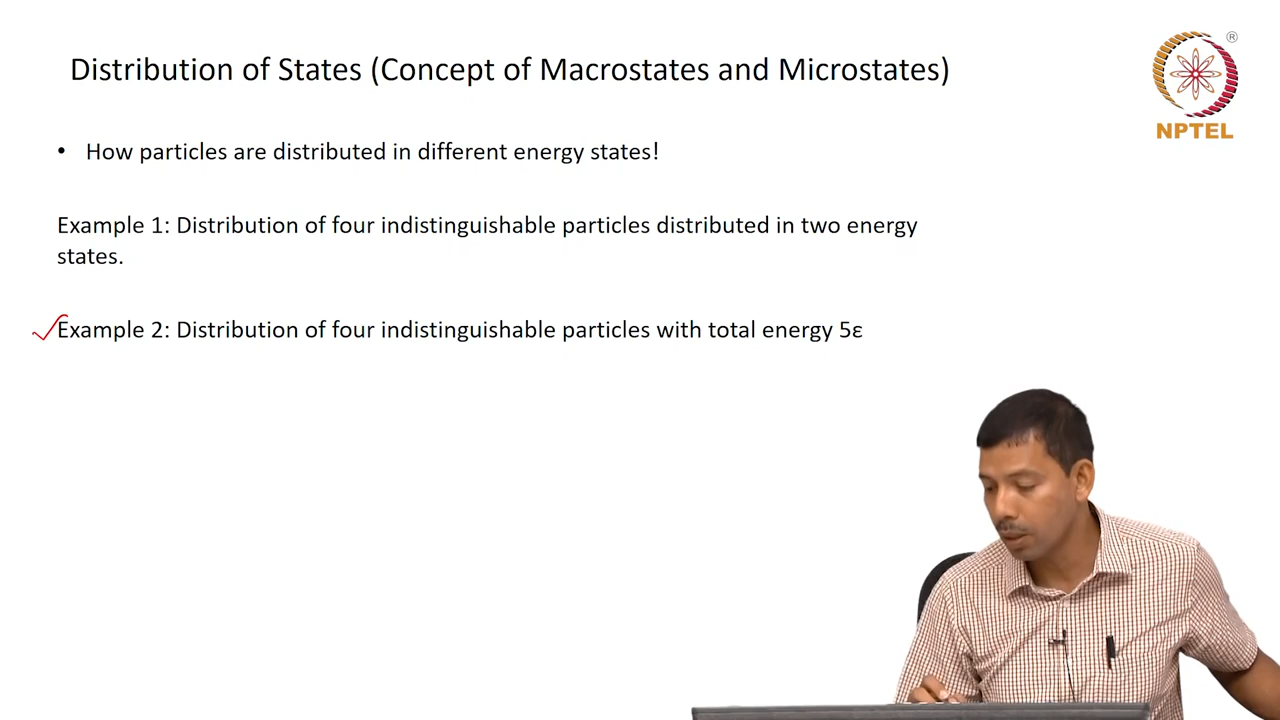 Distribution of States (Concept of Macrostates and Microstates)
®
NPTEL
• How particles are distributed in different energy states!
Example 1: Distribution of four indistinguishable particles distributed in two energy
states.
Example 2: Distribution of four indistinguishable particles with total energy 5ε